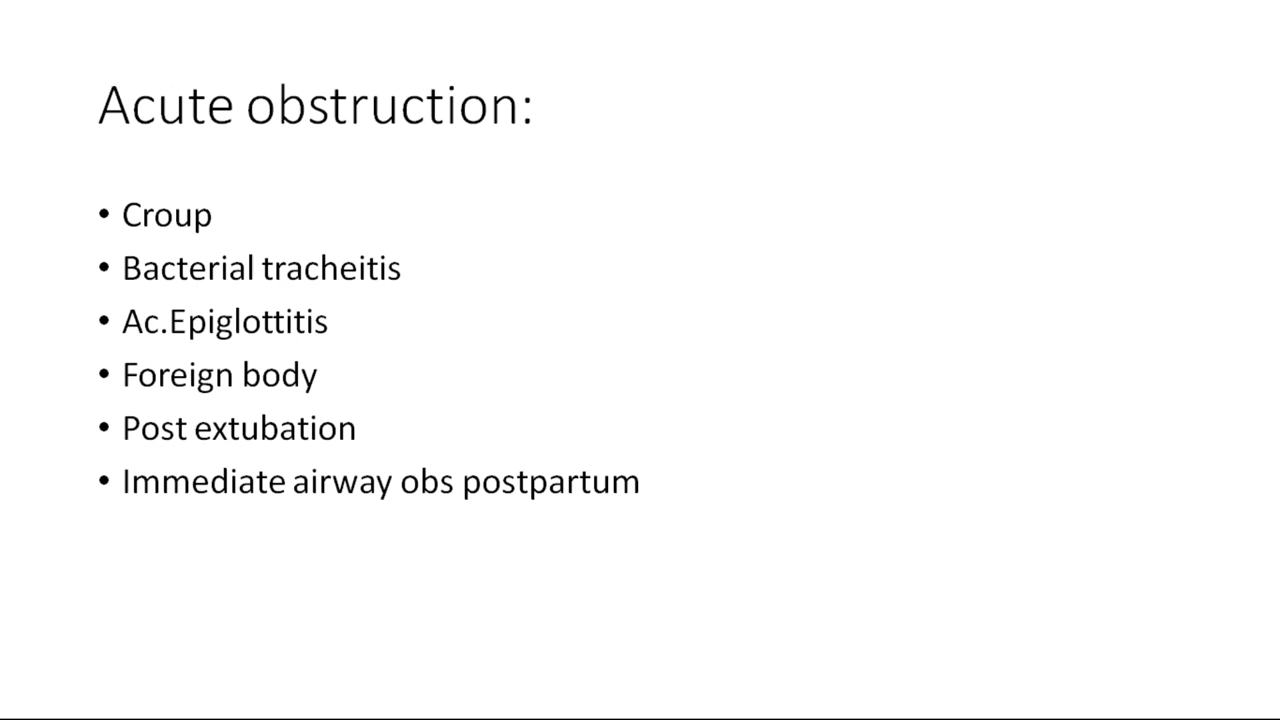 Acute obstruction:
• Croup
• Bacterial tracheitis
• Ac.Epiglottitis
• Foreign body
• Post extubation
• Immediate airway obs postpartum